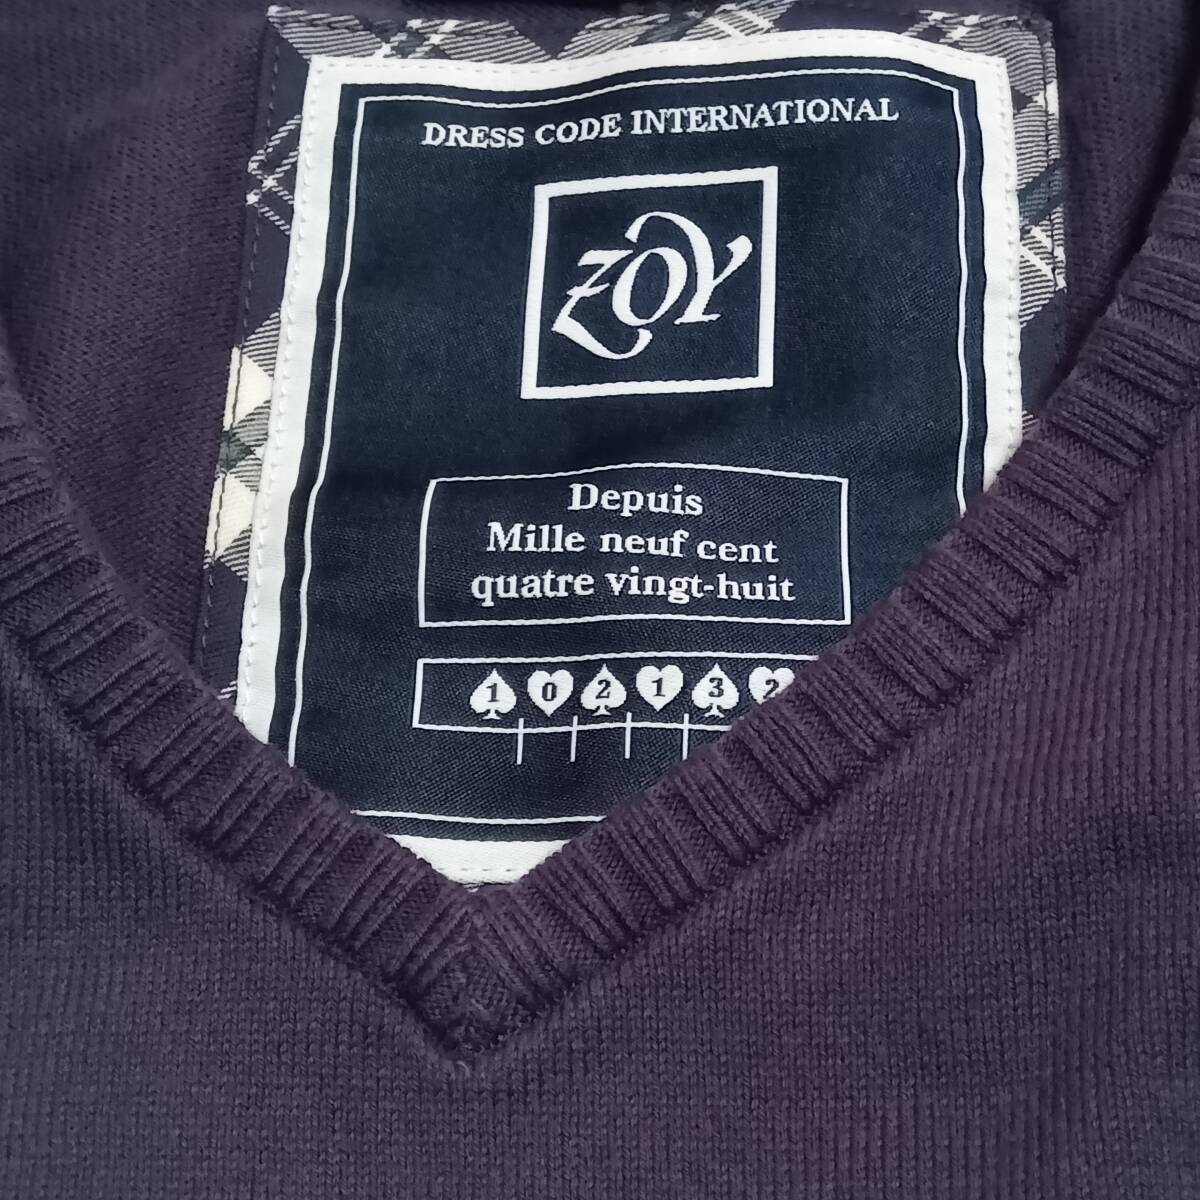 DRESS CODE INTERNATIONAL
ZOY
Depuis
Mille neuf cent
quatre vingt-huit
1 0 2 1 3 2